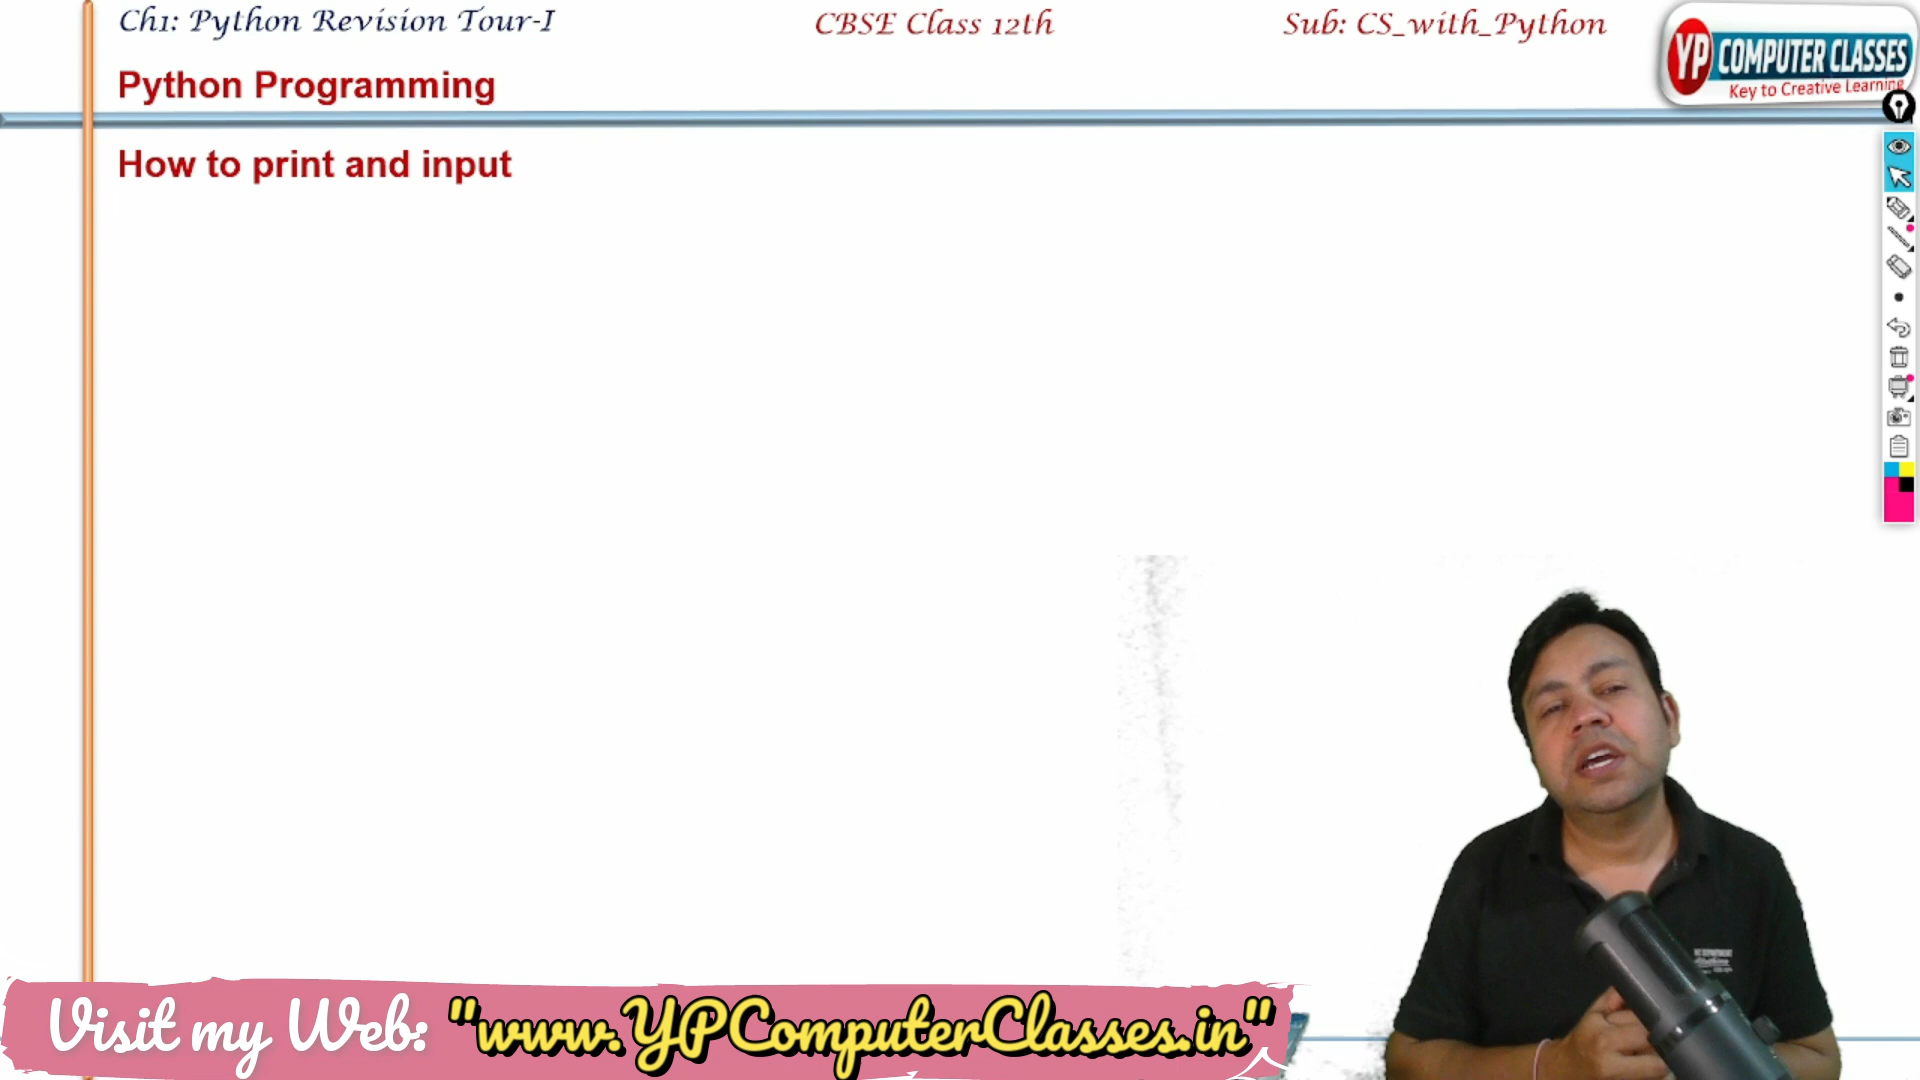 Ch1: Python Revision Tour-I
CBSE Class 12th
Sub: CS_with_Python
YP COMPUTER CLASSES
Key to Creative Learning
Python Programming
How to print and input
Visit my Web: "www.YPComputerClasses.in"